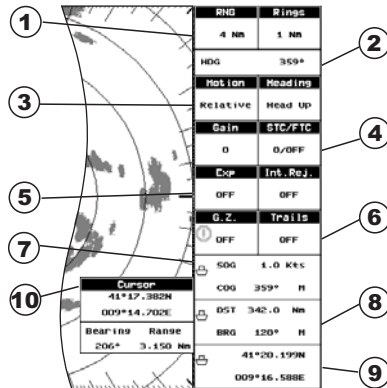 RNG Rings
1 4 Nm 1 Nm
2
HDG 359°
Motion Heading
3 Relative Head Up
Gain STC/FTC
4
0 0/OFF
Exp Int.Rej.
5 OFF OFF
6
G.Z. Trails
OFF OFF
7
SOG 1.0 Kts
COG 359° M
10 Cursor
41°17.382N
009°14.702E
Bearing Range
206° 3.150 Nm
DST 342.0 Nm
8
BRG 120° M
41°20.199N
9
009°16.588E